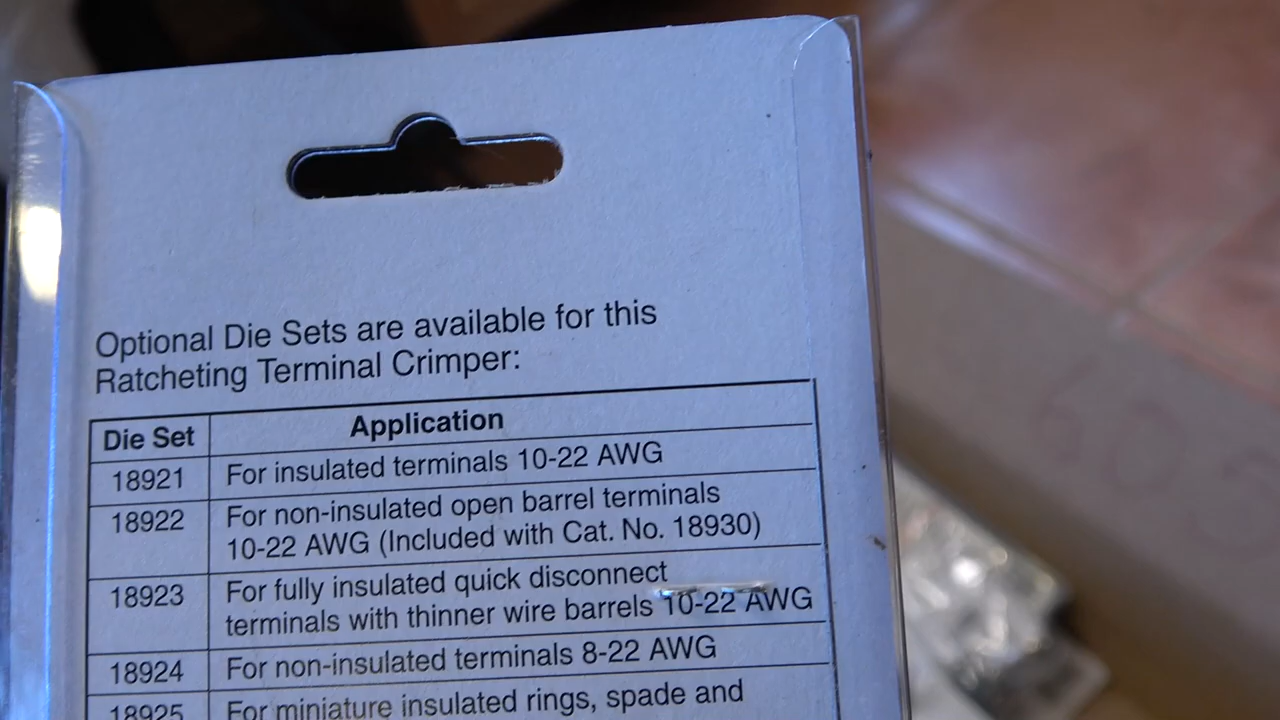 Optional Die Sets are available for this
Ratcheting Terminal Crimper:
Die Set Application
18921 For insulated terminals 10-22 AWG
18922 For non-insulated open barrel terminals
10-22 AWG (Included with Cat. No. 18930)
18923 For fully insulated quick disconnect
terminals with thinner wire barrels 10-22 AWG
18924 For non-insulated terminals 8-22 AWG
18925 For miniature insulated rings, spade and